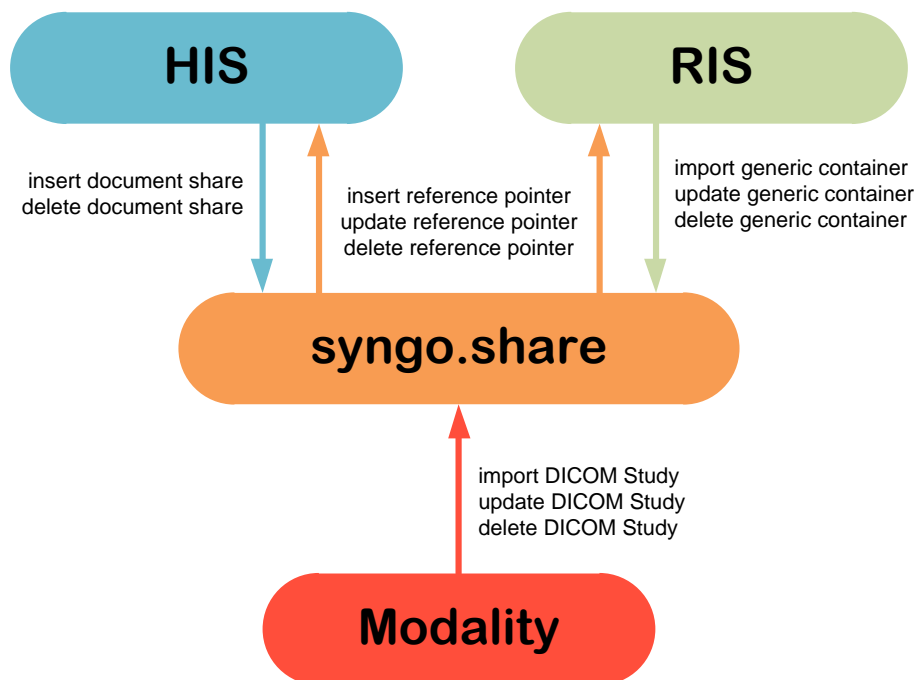 HIS
RIS
insert document share
delete document share
insert reference pointer
update reference pointer
delete reference pointer
import generic container
update generic container
delete generic container
syngo.share
import DICOM Study
update DICOM Study
delete DICOM Study
Modality